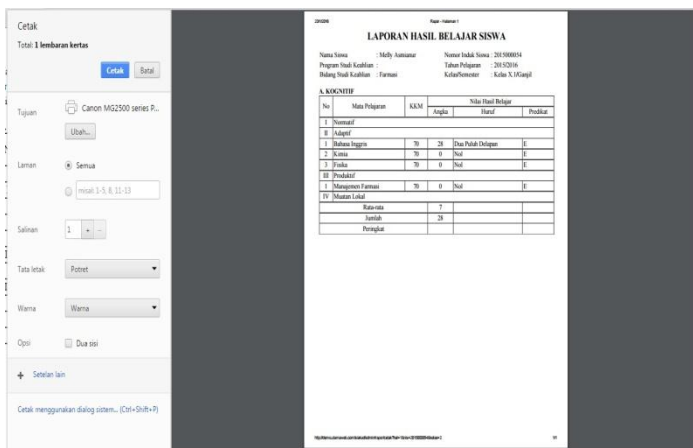 Cetak
Total: 1 lembaran kertas
Cetak Batal
Tujuan Canon MG2500 series P...
Ubah...
Laman Semua
misal: 1-5, 8, 11-13
Salinan 1 + -
Tata letak Potret
Warna Warna
Opsi Dua sisi
+ Setelan lain
Cetak menggunakan dialog sistem... (Ctrl+Shift+P)
Rapor - Halaman 1
LAPORAN HASIL BELAJAR SISWA
Nama Siswa : Melly Asmianar Nomor Induk Siswa : 2015000054
Program Studi Keahlian : Tahun Pelajaran : 2015/2016
Bidang Studi Keahlian : Farmasi Kelas/Semester : Kelas X.1/Ganjil
A. KOGNITIF
No Mata Pelajaran KKM Nilai Hasil Belajar
Angka Huruf Predikat
I Normatif
II Adaptif
1 Bahasa Inggris 70 28 Dua Puluh Delapan E
2 Kimia 70 0 Nol E
3 Fisika 70 0 Nol E
III Produktif
1 Manajemen Farmasi 70 0 Nol E
IV Muatan Lokal
Rata-rata 7
Jumlah 28
Peringkat
1/1